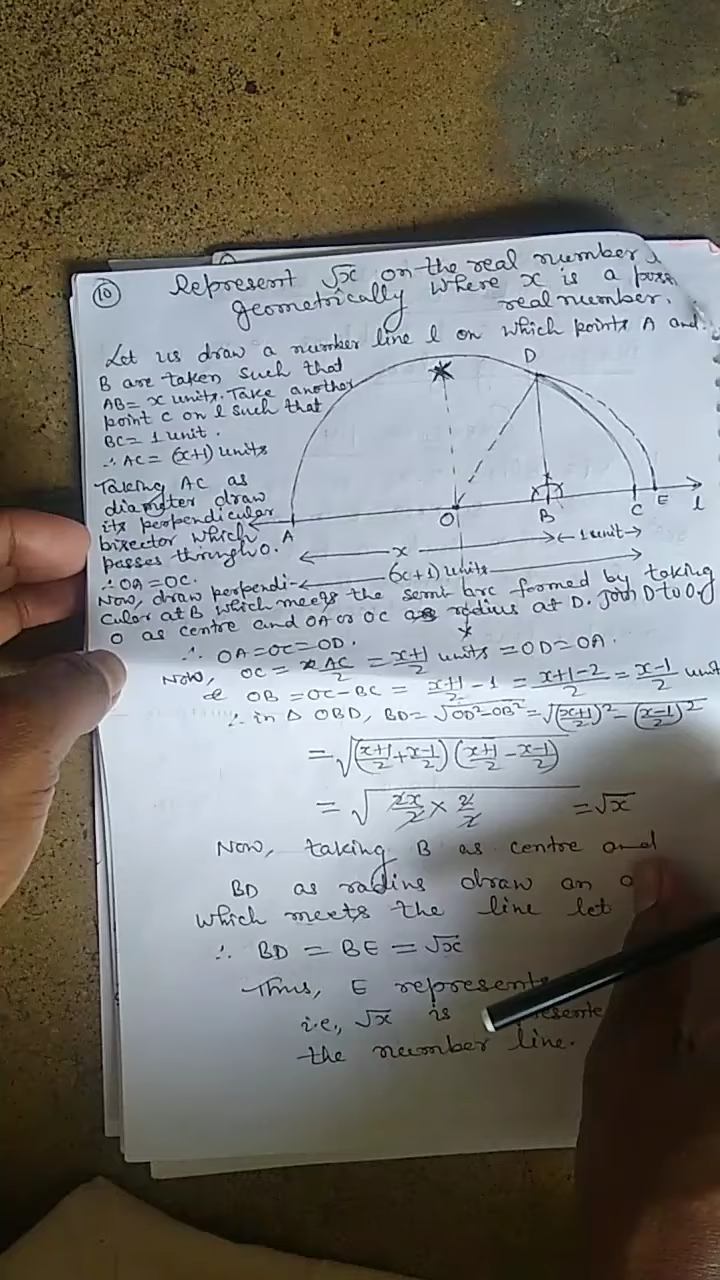 10 Represent √x on the real number
geometrically where x is a
real number.
Let us draw a number line l on which points A and
B are taken such that
AB = x units. Take another
point C on l such that
BC = 1 unit.
∴ AC = (x+1) units
Taking AC as
diameter draw
its perpendicular
bisector which
passes through O.
∴ OA = OC.
D
A O B C E l
x 1 unit
(x+1) units
Now, draw perpendi-
cular at B which meets the semi arc formed by taking
O as centre and OA or OC as radius at D. Join D to O
∴ OA = OC = OD.
Now, OC = AC/2 = x+1/2 units = OD = OA.
& OB = OC - BC = x+1/2 - 1 = x+1-2/2 = x-1/2
∴ in Δ OBD, BD = √OD²-OB² = √(x+1/2)² - (x-1/2)²
= √(x+1/2 + x-1/2) (x+1/2 - x-1/2)
= √2x/2 × 2/2 = √x
Now, taking B as centre and
BD as radius draw an
which meets the line let
∴ BD = BE = √x
Thus, E represents
i.e., √x is
the number line.